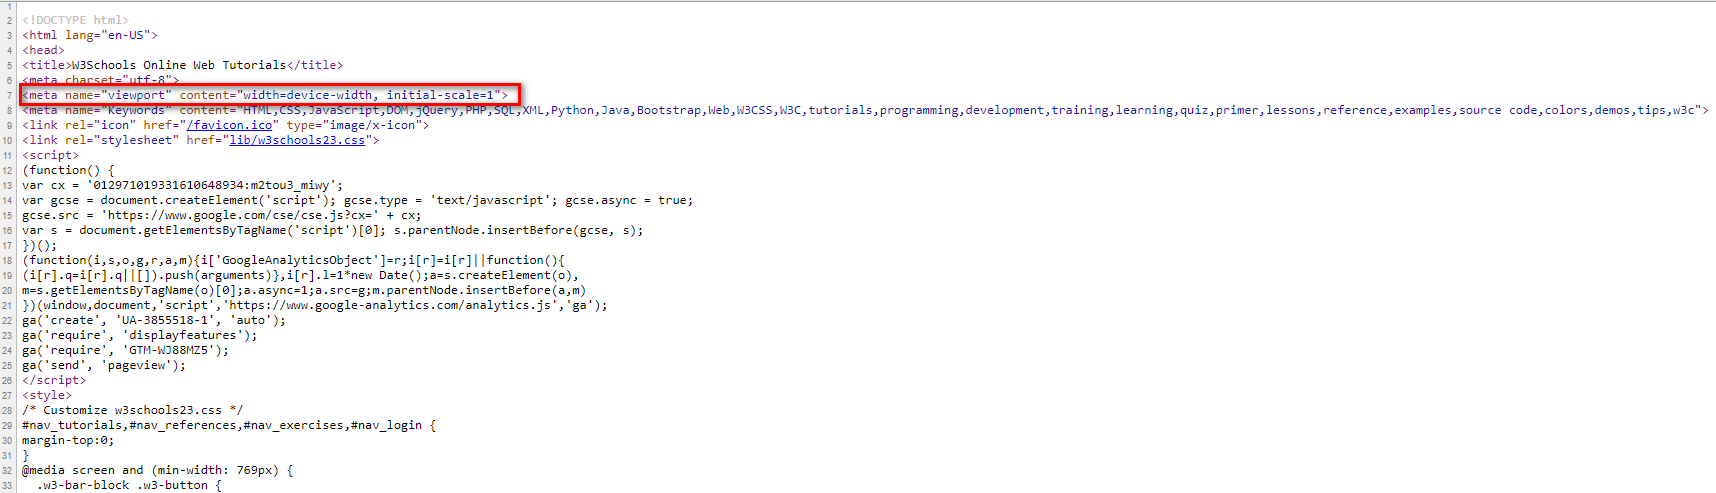 1
2 <!DOCTYPE html>
3 <html lang="en-US">
4 <head>
5 <title>W3Schools Online Web Tutorials</title>
6 <meta charset="utf-8">
7 <meta name="viewport" content="width=device-width, initial-scale=1">
8 <meta name="Keywords" content="HTML,CSS,JavaScript,DOM,jQuery,PHP,SQL,XML,Python,Java,Bootstrap,Web,W3CSS,W3C,tutorials,programming,development,training,learning,quiz,primer,lessons,reference,examples,source code,colors,demos,tips,w3c">
9 <link rel="icon" href="/favicon.ico" type="image/x-icon">
10 <link rel="stylesheet" href="lib/w3schools23.css">
11 <script>
12 (function() {
13 var cx = '012971019331610648934:m2tou3_miwy';
14 var gcse = document.createElement('script'); gcse.type = 'text/javascript'; gcse.async = true;
15 gcse.src = 'https://www.google.com/cse/cse.js?cx=' + cx;
16 var s = document.getElementsByTagName('script')[0]; s.parentNode.insertBefore(gcse, s);
17 })();
18 (function(i,s,o,g,r,a,m){i['GoogleAnalyticsObject']=r;i[r]=i[r]||function(){
19 (i[r].q=i[r].q||[]).push(arguments)},i[r].l=1*new Date();a=s.createElement(o),
20 m=s.getElementsByTagName(o)[0];a.async=1;a.src=g;m.parentNode.insertBefore(a,m)
21 })(window,document,'script','https://www.google-analytics.com/analytics.js','ga');
22 ga('create', 'UA-3855518-1', 'auto');
23 ga('require', 'displayfeatures');
24 ga('require', 'GTM-WJ88MZ5');
25 ga('send', 'pageview');
26 </script>
27 <style>
28 /* Customize w3schools23.css */
29 #nav_tutorials,#nav_references,#nav_exercises,#nav_login {
30 margin-top:0;
31 }
32 @media screen and (min-width: 769px) {
33 .w3-bar-block .w3-button {